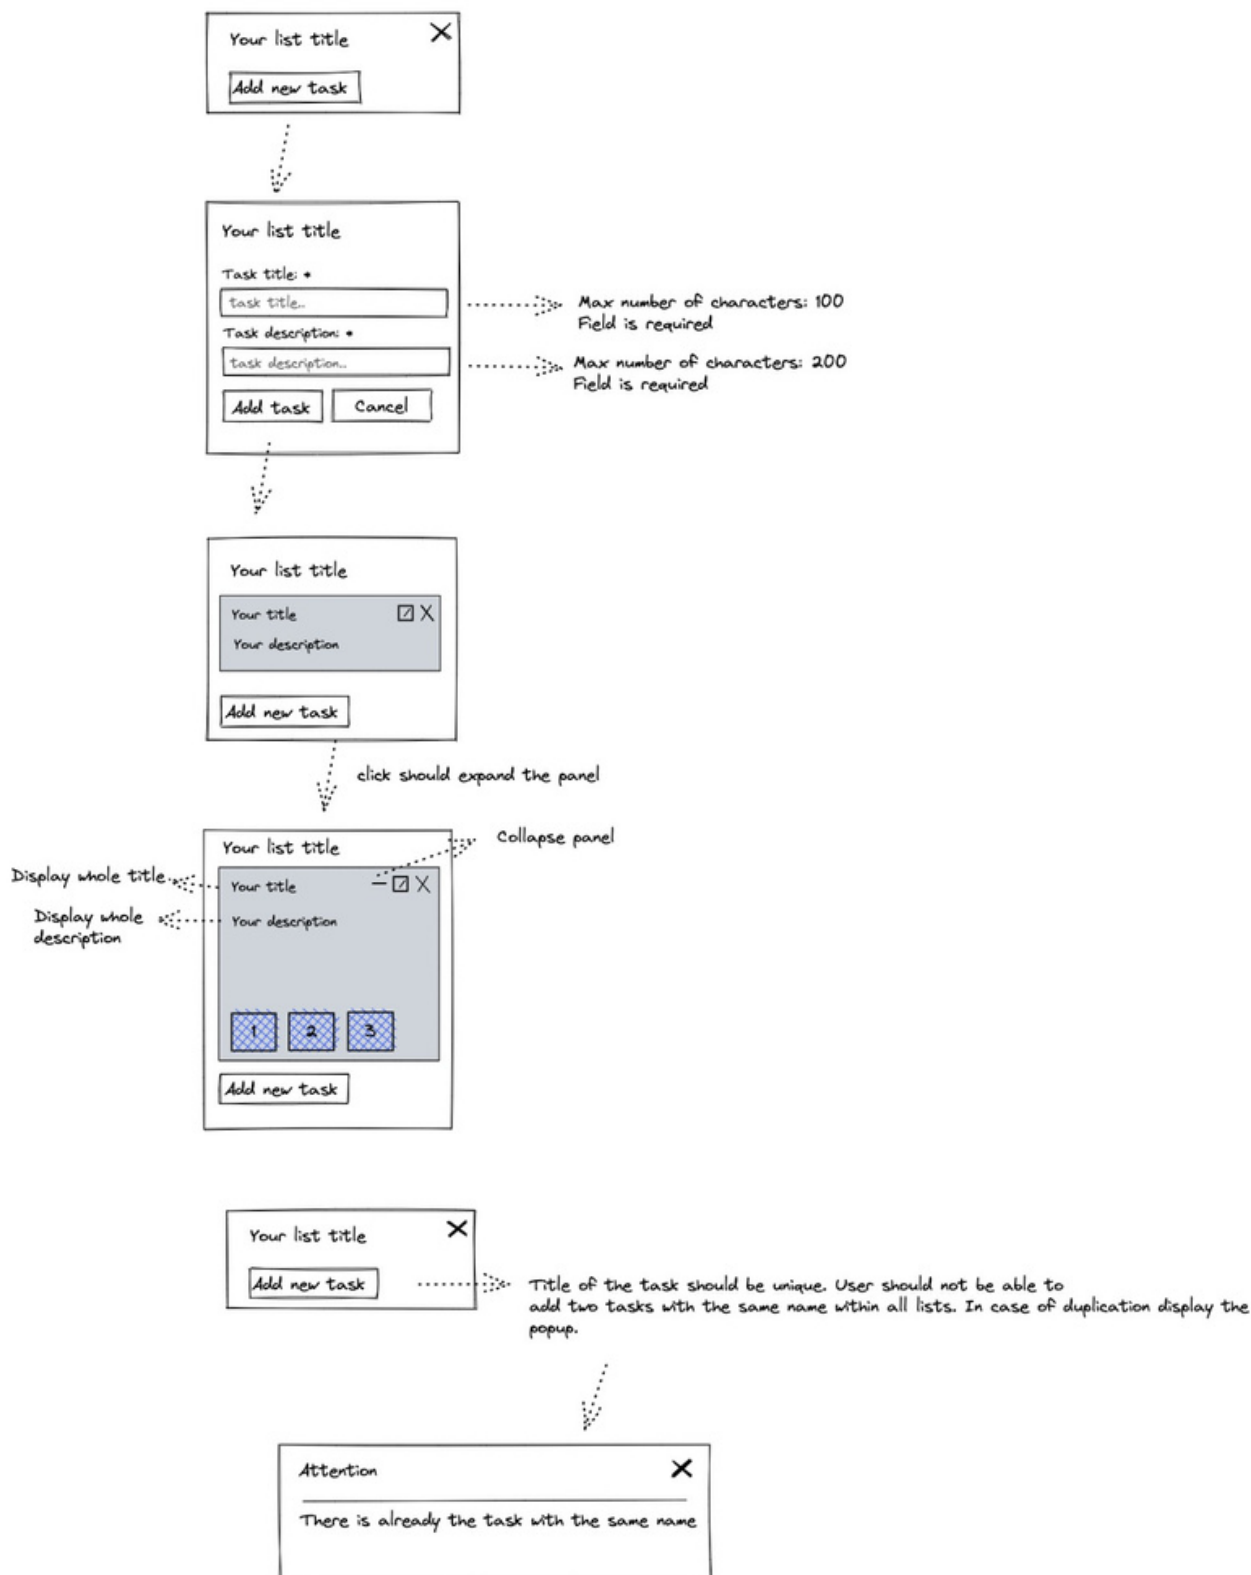 Your list title
Add new task
Your list title
Task title: *
task title..
Max number of characters: 100
Field is required
Task description: *
task description..
Max number of characters: 200
Field is required
Add task
Cancel
Your list title
Your title
Your description
Add new task
click should expand the panel
Collapse panel
Your list title
Display whole title
Your title
Display whole
description
Your description
1
2
3
Add new task
Your list title
Add new task
Title of the task should be unique. User should not be able to
add two tasks with the same name within all lists. In case of duplication display the
popup.
Attention
There is already the task with the same name